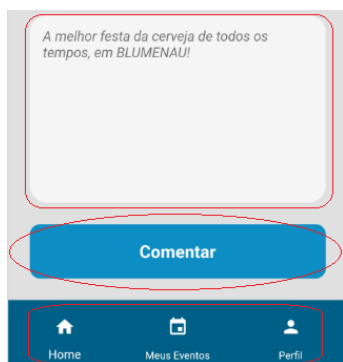 A melhor festa da cerveja de todos os
tempos, em BLUMENAU!
Comentar
Home Meus Eventos Perfil